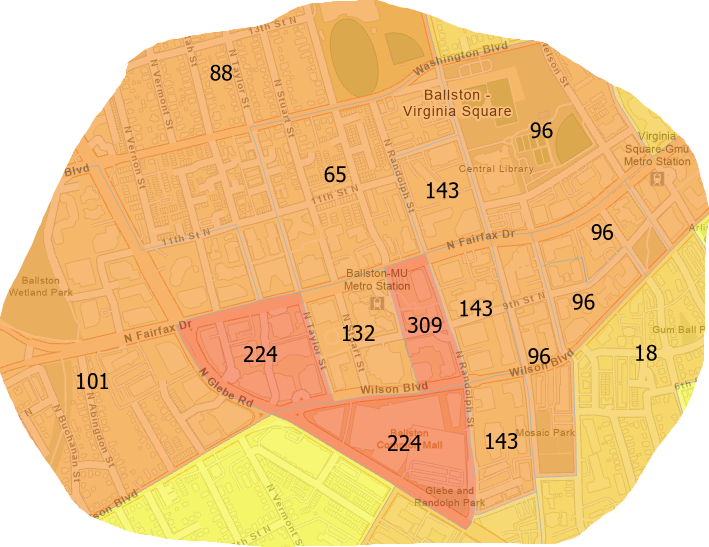 13th St N
Washington Blvd
88
N Taylor St
N Vermont St
N Stuart St
Ballston -
Virginia Square
96
N Vernon St
Virginia
Square-Gmu
Metro Station
N Randolph St
Central Library
Blvd
65
143
11th St N
11th St N
N Fairfax Dr
96
Ballston
Wetland Park
Ballston-MU
Metro Station
9th St N
96
143
309
N Fairfax Dr
N Taylor St
132
Gum Ball P
224
96
18
Wilson Blvd
N Randolph St
101
N Glebe Rd
Wilson Blvd
N Abingdon St
N Buchanan St
Ballston
Mall
224
143
Mosaic Park
Glebe and
Randolph Park
N Vermont St